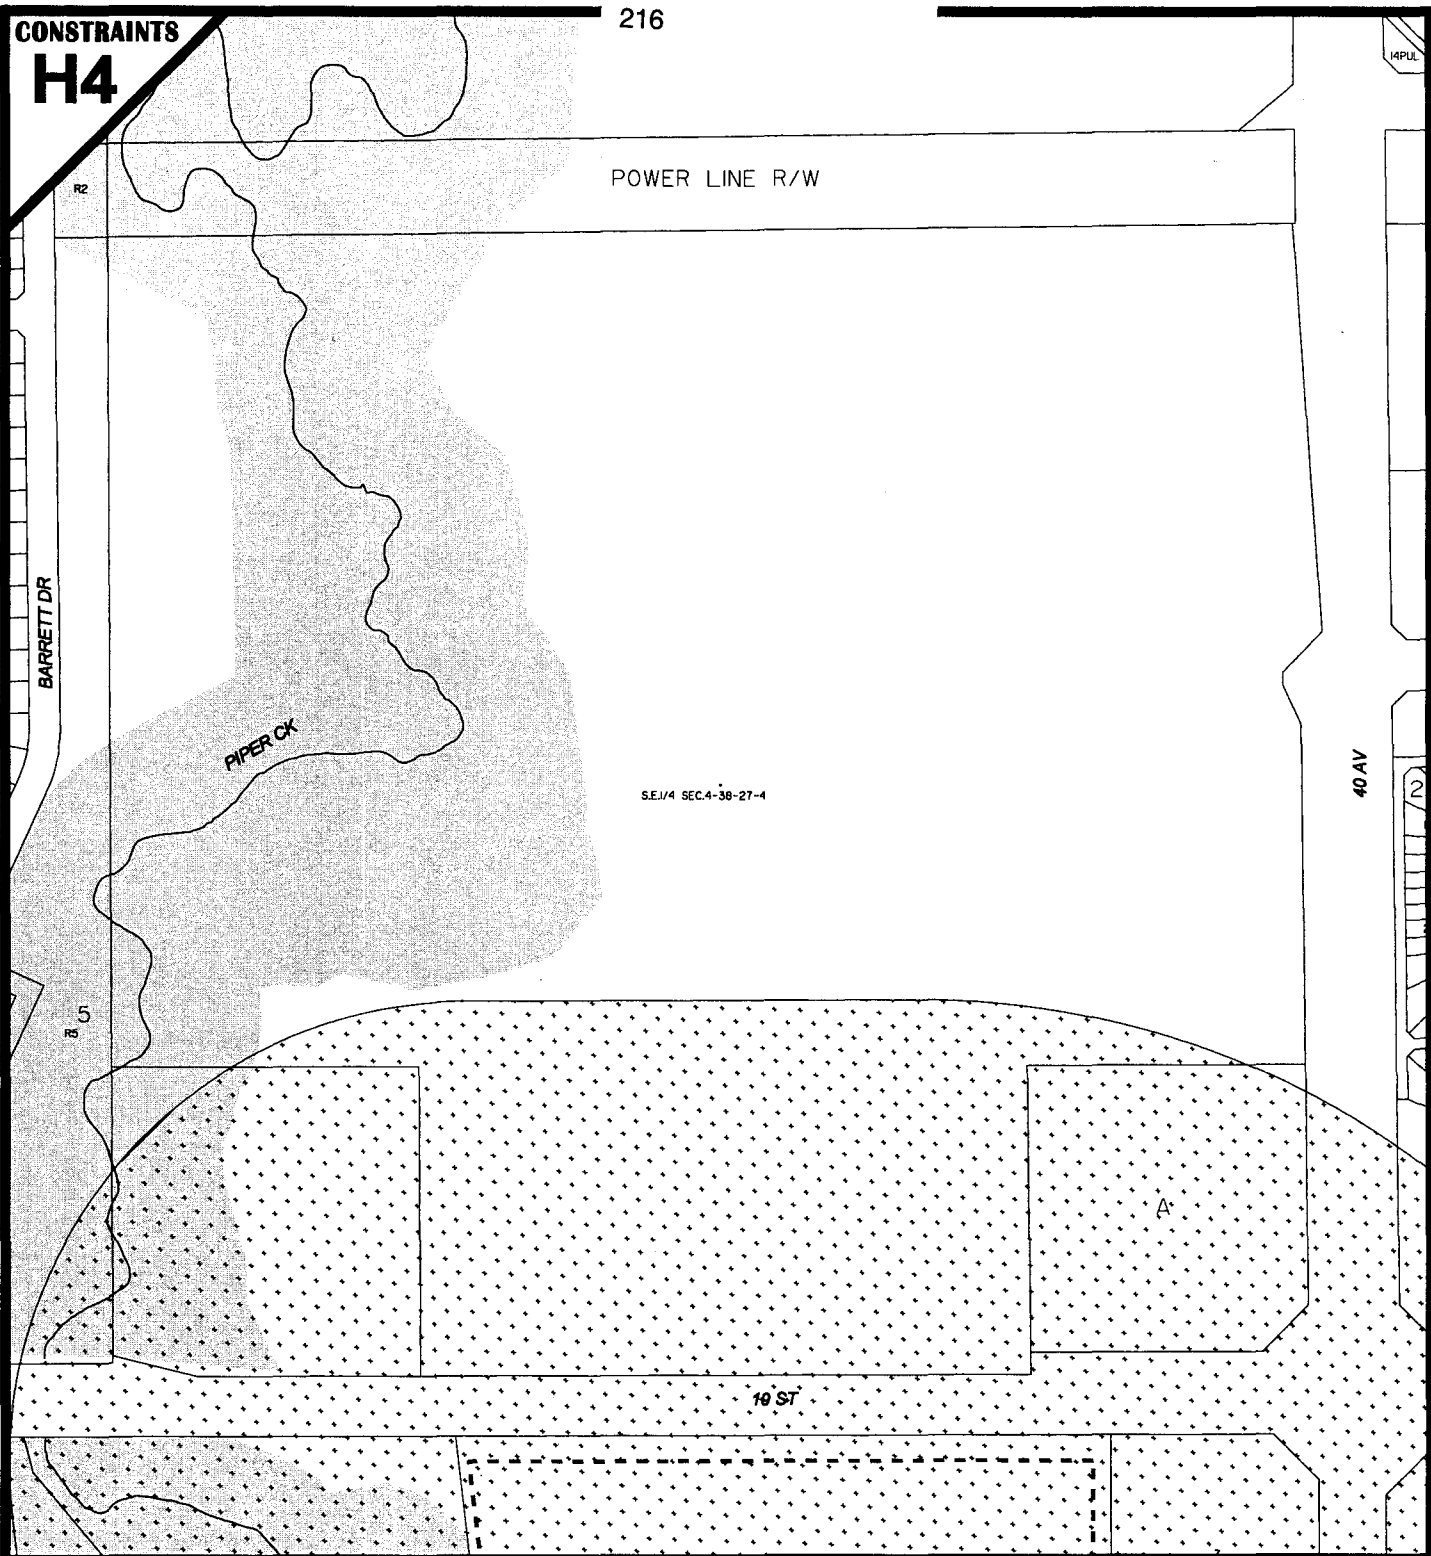 CONSTRAINTS
H4
216
14PUL
R2
POWER LINE R/W
BARRETT DR
PIPER CK
S.E.1/4 SEC.4-38-27-4
40 AV
2
5
R5
A
19 ST